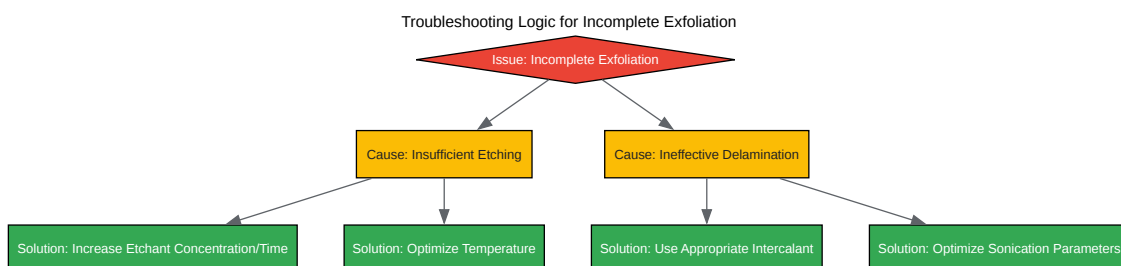 Troubleshooting Logic for Incomplete Exfoliation
Issue: Incomplete Exfoliation
Cause: Insufficient Etching
Cause: Ineffective Delamination
Solution: Increase Etchant Concentration/Time
Solution: Optimize Temperature
Solution: Use Appropriate Intercalant
Solution: Optimize Sonication Parameters